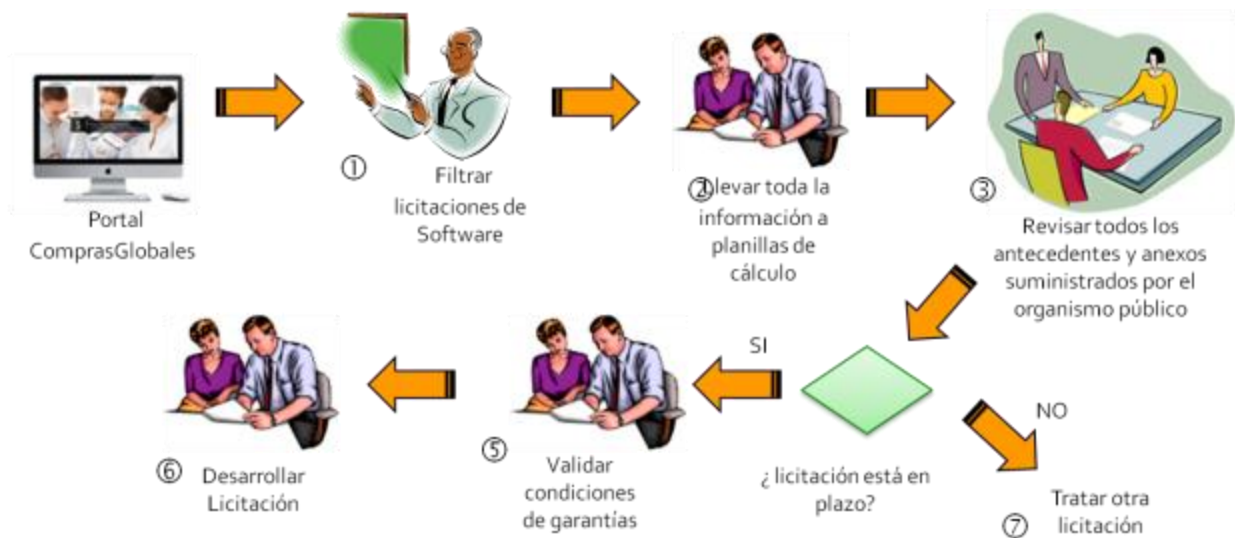 Portal
ComprasGlobales
①
Filtrar
licitaciones de
Software
②
Llevar toda la
información a
planillas de
cálculo
③
Revisar todos los
antecedentes y anexos
suministrados por el
organismo público
¿ licitación está en
plazo?
SI
NO
⑤
Validar
condiciones
de garantías
⑥
Desarrollar
Licitación
⑦
Tratar otra
licitación